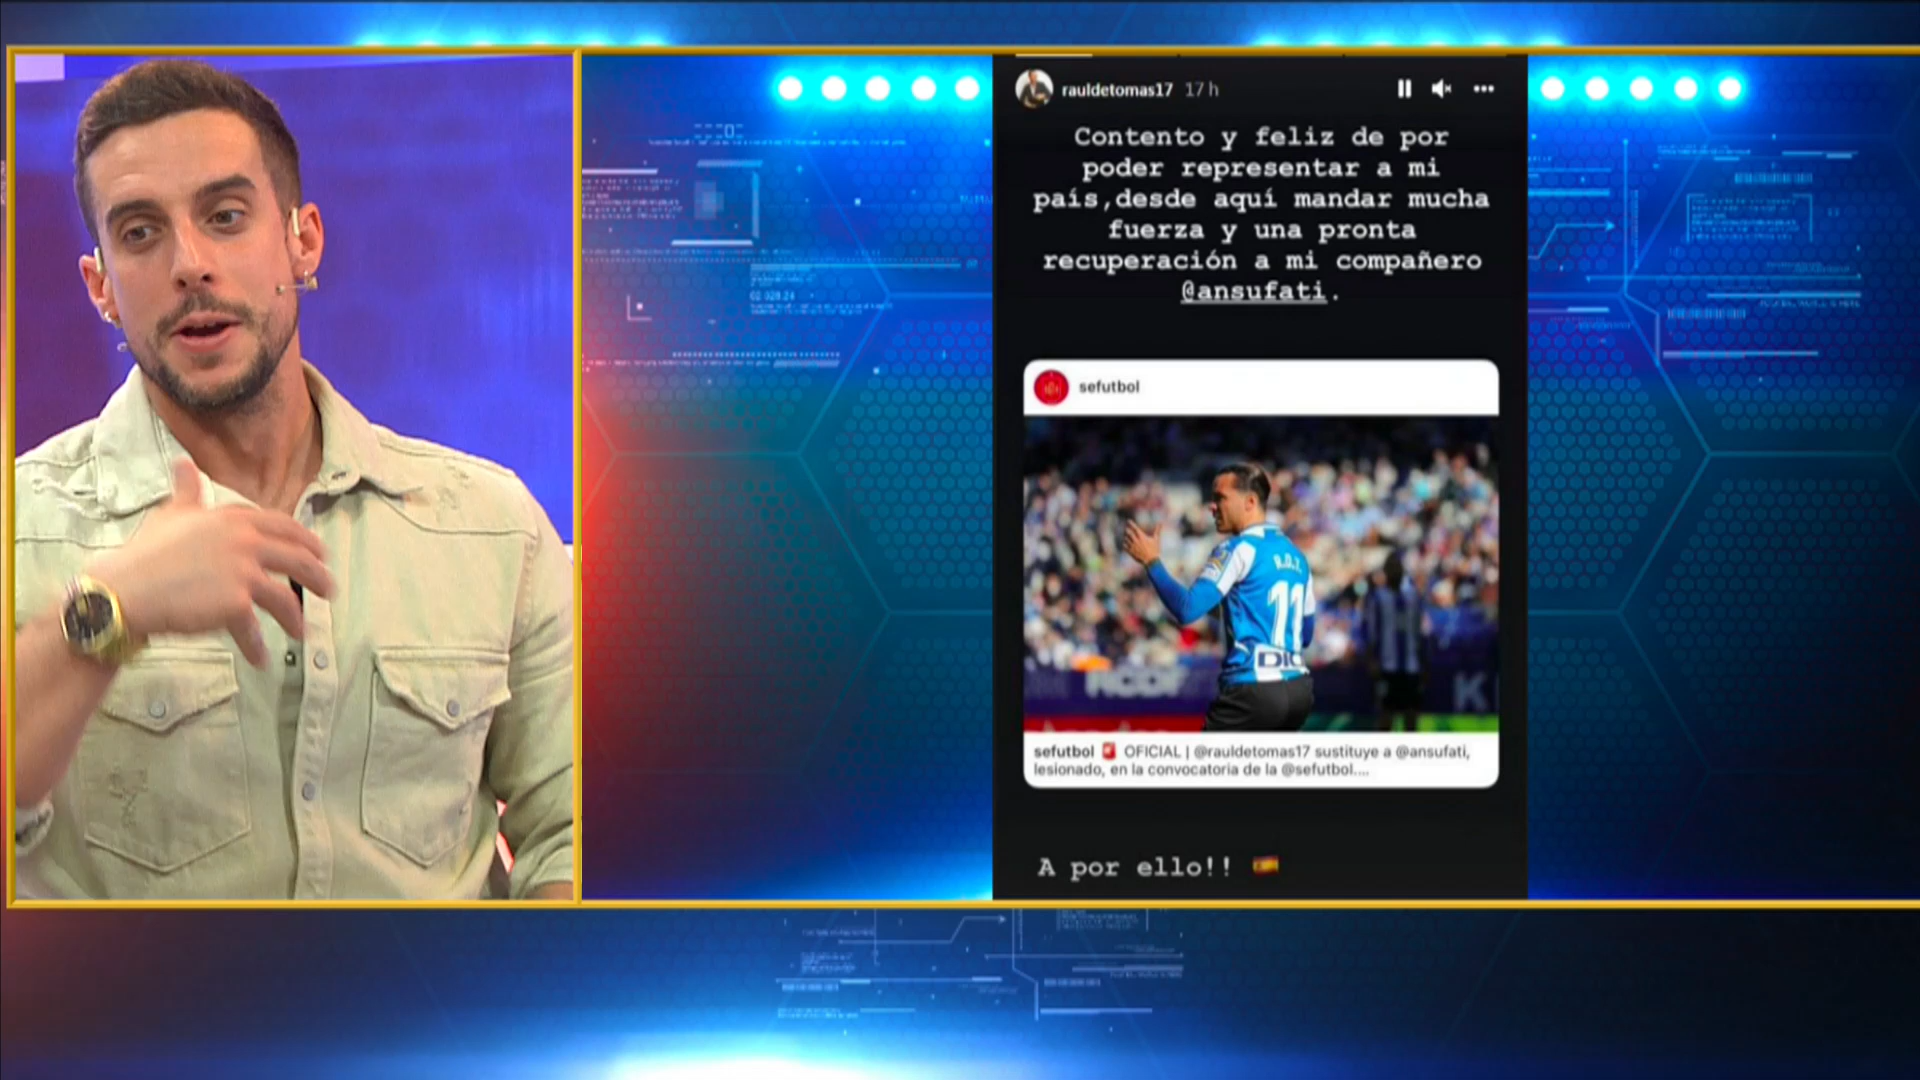 rauldetomas17 17 h
Contento y feliz de por
poder representar a mi
país,desde aquí mandar mucha
fuerza y una pronta
recuperación a mi compañero
@ansufati.
sefutbol
R.D.T.
11
sefutbol 🚨 OFICIAL | @rauldetomas17 sustituye a @ansufati,
lesionado, en la convocatoria de la @sefutbol....
A por ello!! 🇪🇸